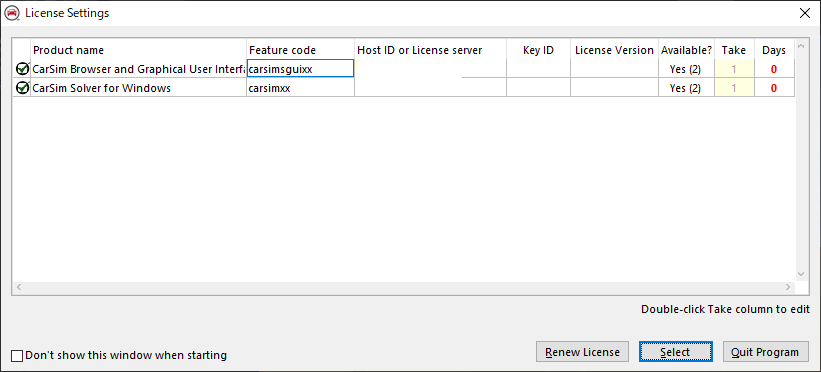 License Settings
Product name Feature code Host ID or License server Key ID License Version Available? Take Days
CarSim Browser and Graphical User Interfa carsimsguixx Yes (2) 1 0
CarSim Solver for Windows carsimxx Yes (2) 1 0
Double-click Take column to edit
Don't show this window when starting Renew License Select Quit Program